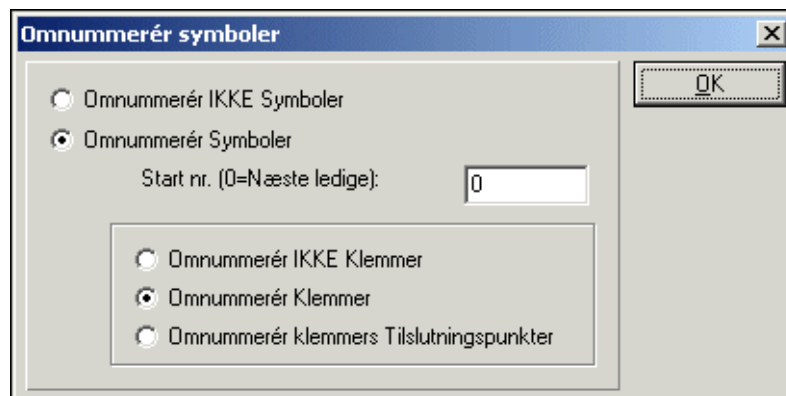 Omnummerér symboler
OK
Omnummerér IKKE Symboler
Omnummerér Symboler
Start nr. (0=Næste ledige): 0
Omnummerér IKKE Klemmer
Omnummerér Klemmer
Omnummerér klemmers Tilslutningspunkter